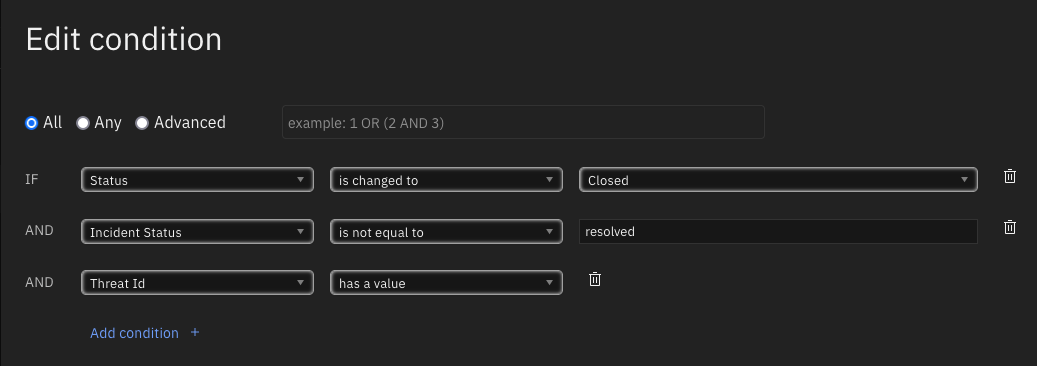 Edit condition
All Any Advanced example: 1 OR (2 AND 3)
IF Status is changed to Closed
AND Incident Status is not equal to resolved
AND Threat Id has a value
Add condition +